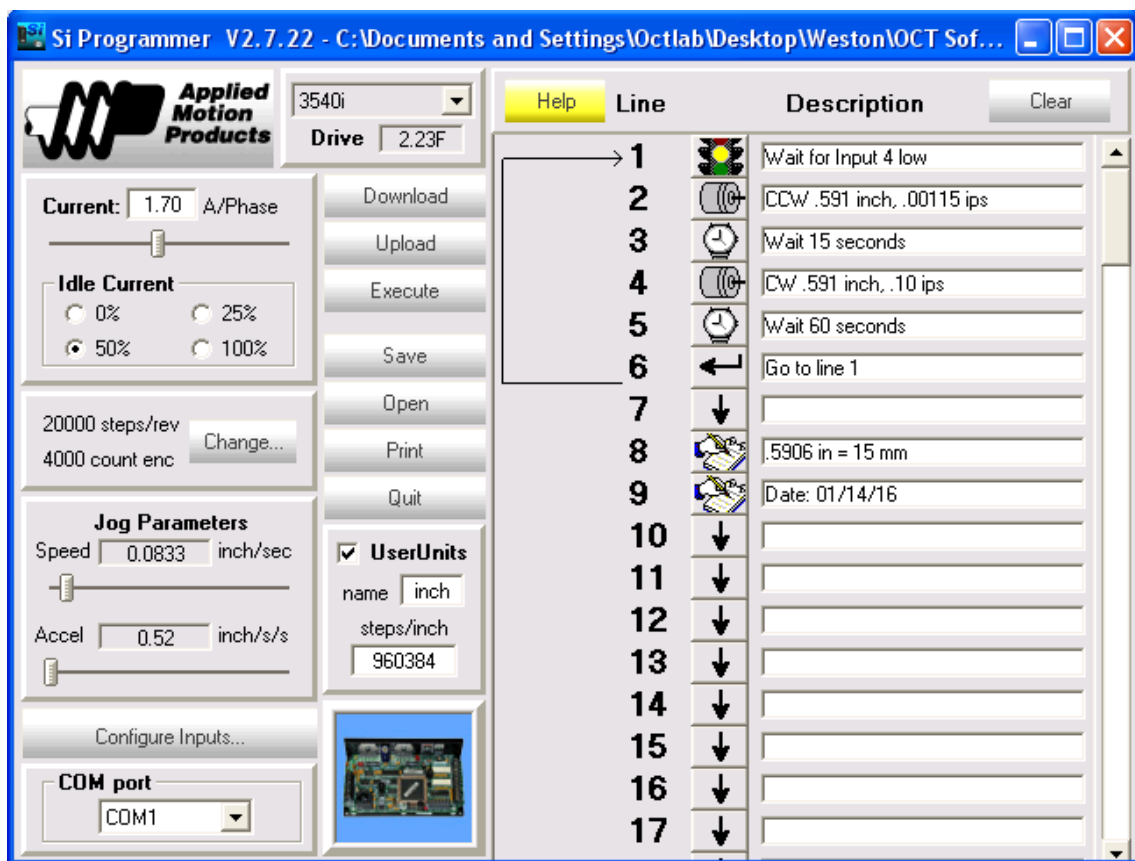 Si Programmer V2.7.22 - C:\Documents and Settings\Octlab\Desktop\Weston\OCT Sof...
Applied
Motion
Products
3540i
Drive 2.23F
Current: 1.70 A/Phase
Idle Current
0% 25%
50% 100%
20000 steps/rev
4000 count enc
Change...
Jog Parameters
Speed 0.0833 inch/sec
Accel 0.52 inch/s/s
Configure Inputs...
COM port
COM1
Download
Upload
Execute
Save
Open
Print
Quit
UserUnits
name inch
steps/inch
960384
Help Line Description Clear
1 Wait for Input 4 low
2 CCW .591 inch, .00115 ips
3 Wait 15 seconds
4 CW .591 inch, .10 ips
5 Wait 60 seconds
6 Go to line 1
7
8 .5906 in = 15 mm
9 Date: 01/14/16
10
11
12
13
14
15
16
17